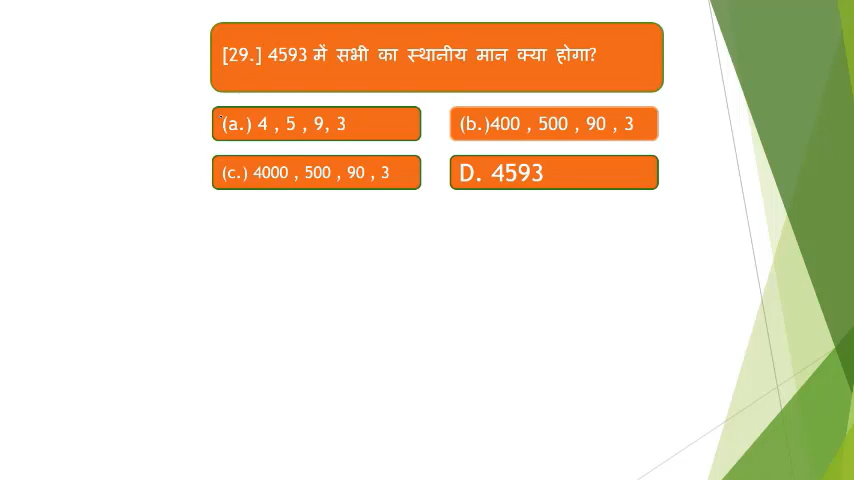 [29.] 4593 में सभी का स्थानीय मान क्या होगा?
(a.) 4 , 5 , 9, 3
(b.)400 , 500 , 90 , 3
(c.) 4000 , 500 , 90 , 3
D. 4593